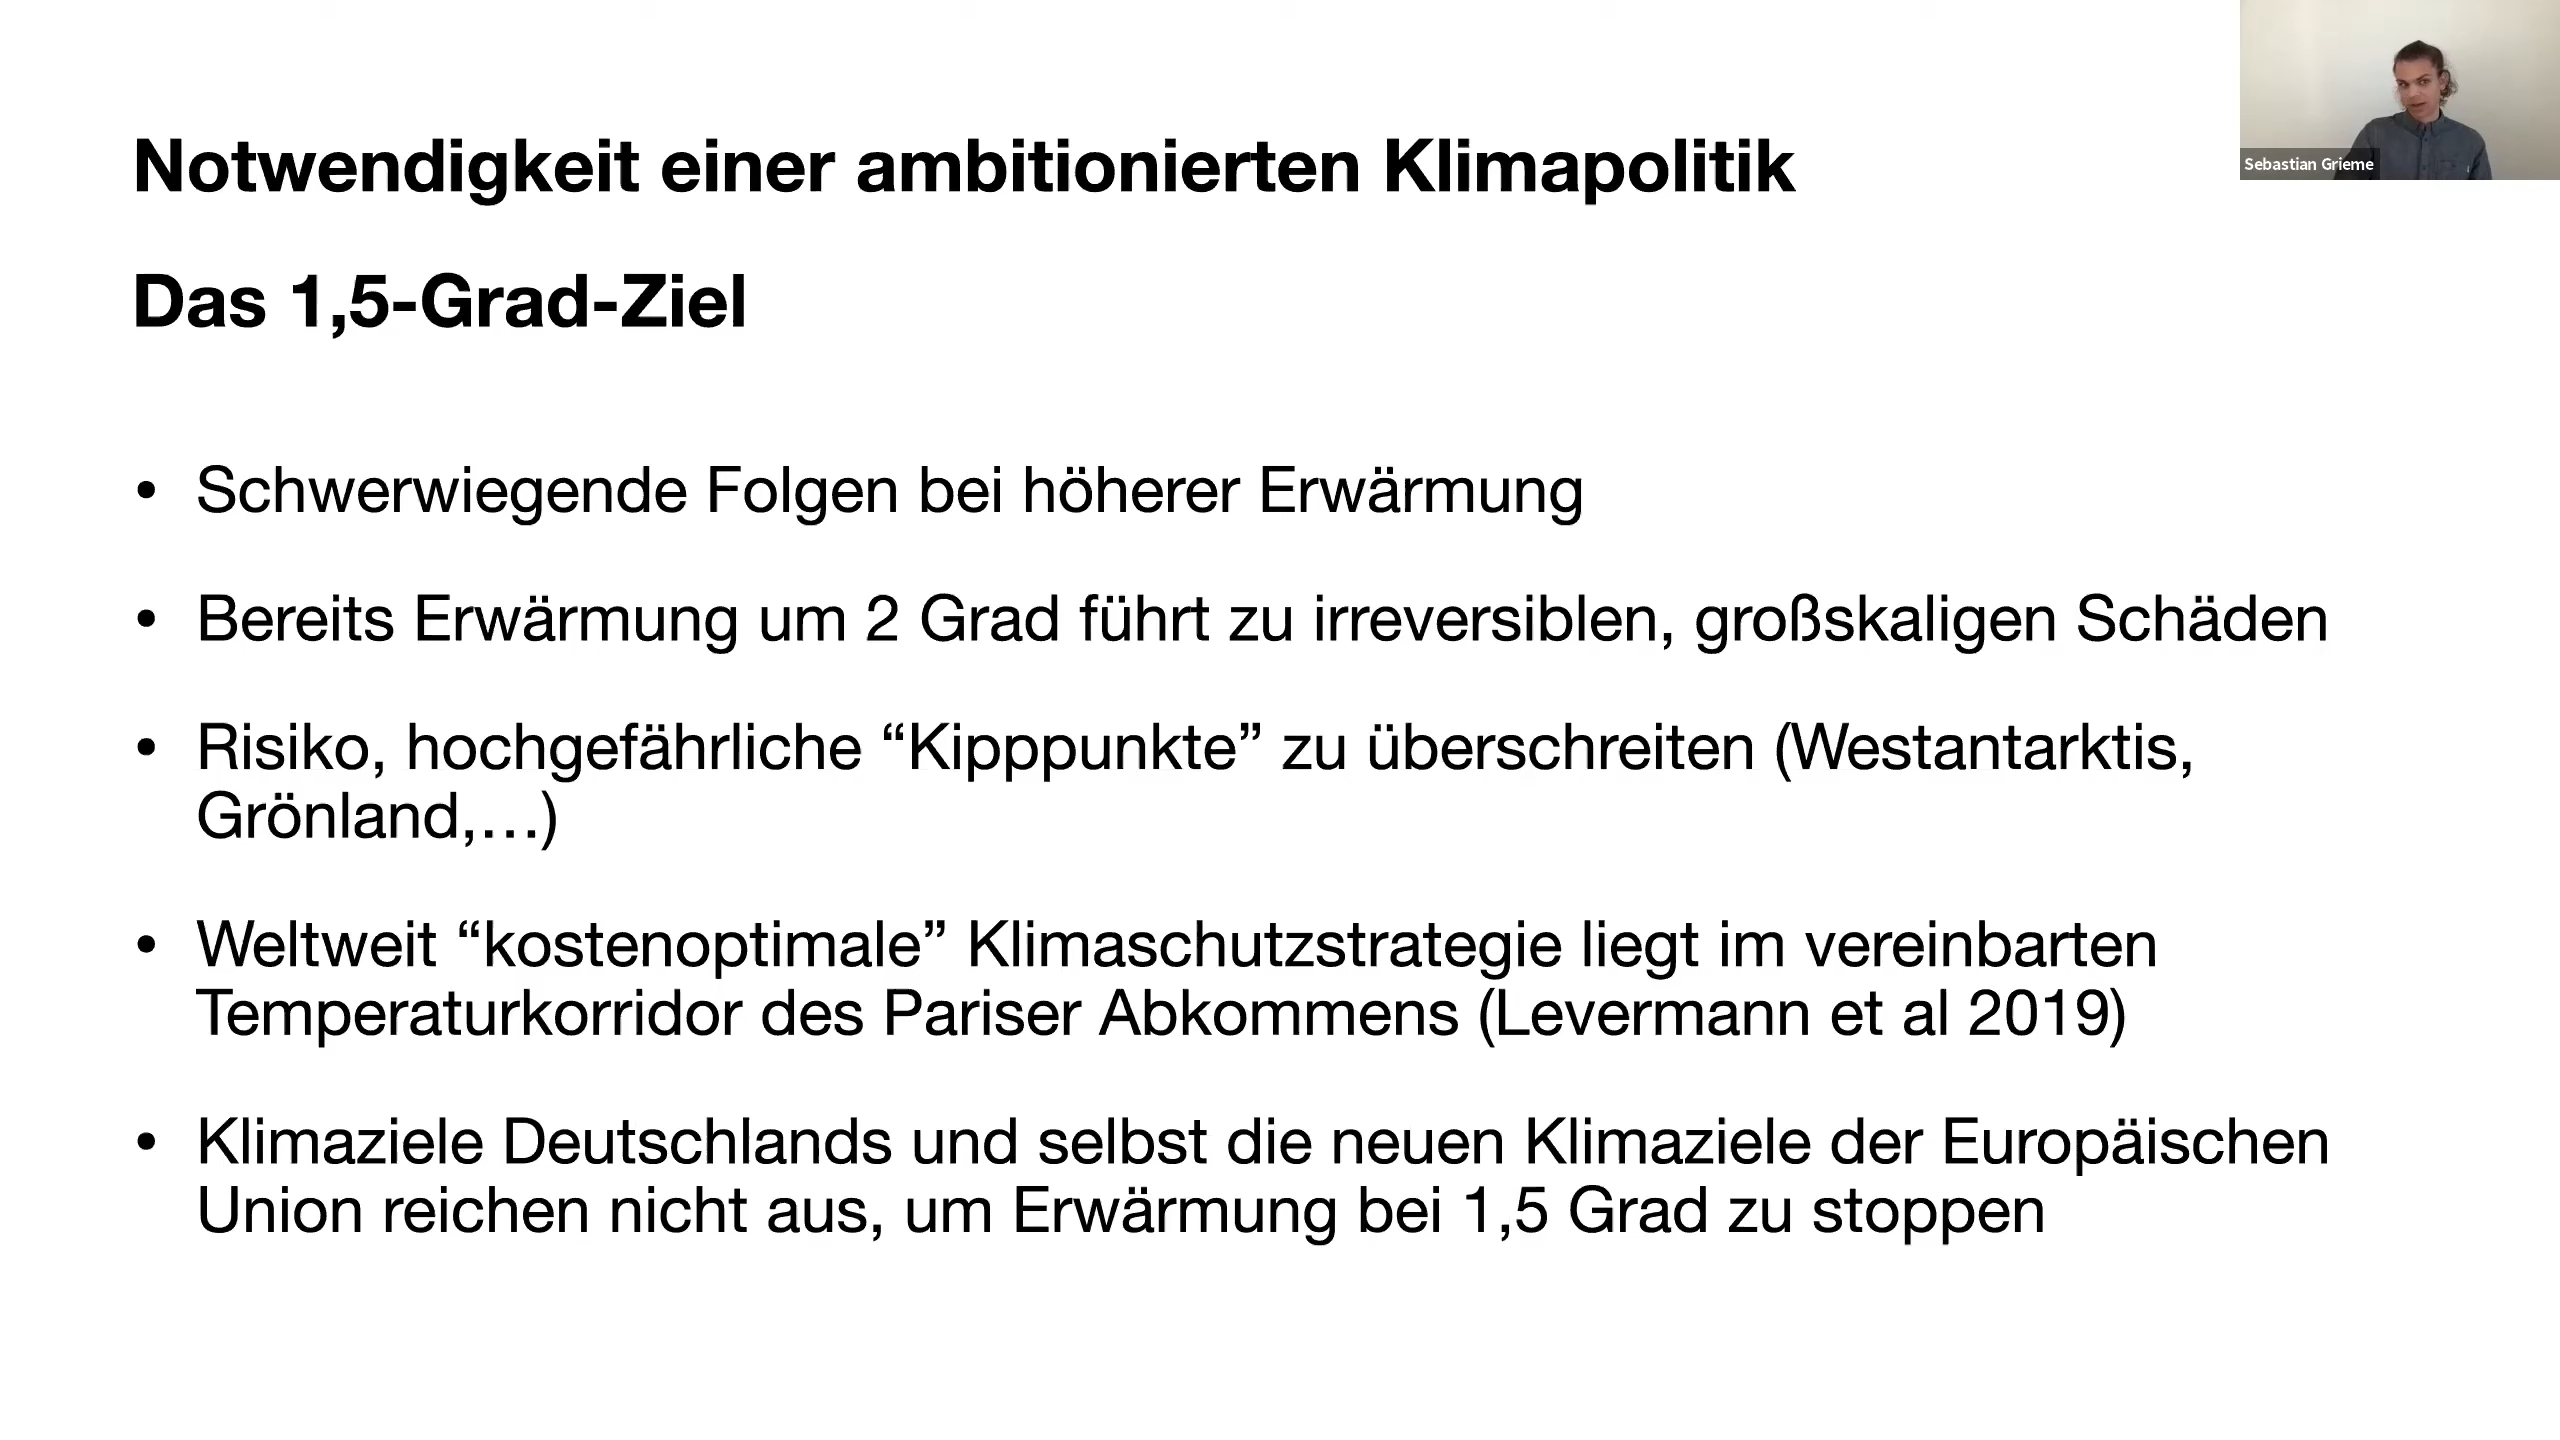 Sebastian Grieme
Notwendigkeit einer ambitionierten Klimapolitik
Das 1,5-Grad-Ziel
• Schwerwiegende Folgen bei höherer Erwärmung
• Bereits Erwärmung um 2 Grad führt zu irreversiblen, großskaligen Schäden
• Risiko, hochgefährliche “Kipppunkte” zu überschreiten (Westantarktis,
Grönland,…)
• Weltweit “kostenoptimale” Klimaschutzstrategie liegt im vereinbarten
Temperaturkorridor des Pariser Abkommens (Levermann et al 2019)
• Klimaziele Deutschlands und selbst die neuen Klimaziele der Europäischen
Union reichen nicht aus, um Erwärmung bei 1,5 Grad zu stoppen